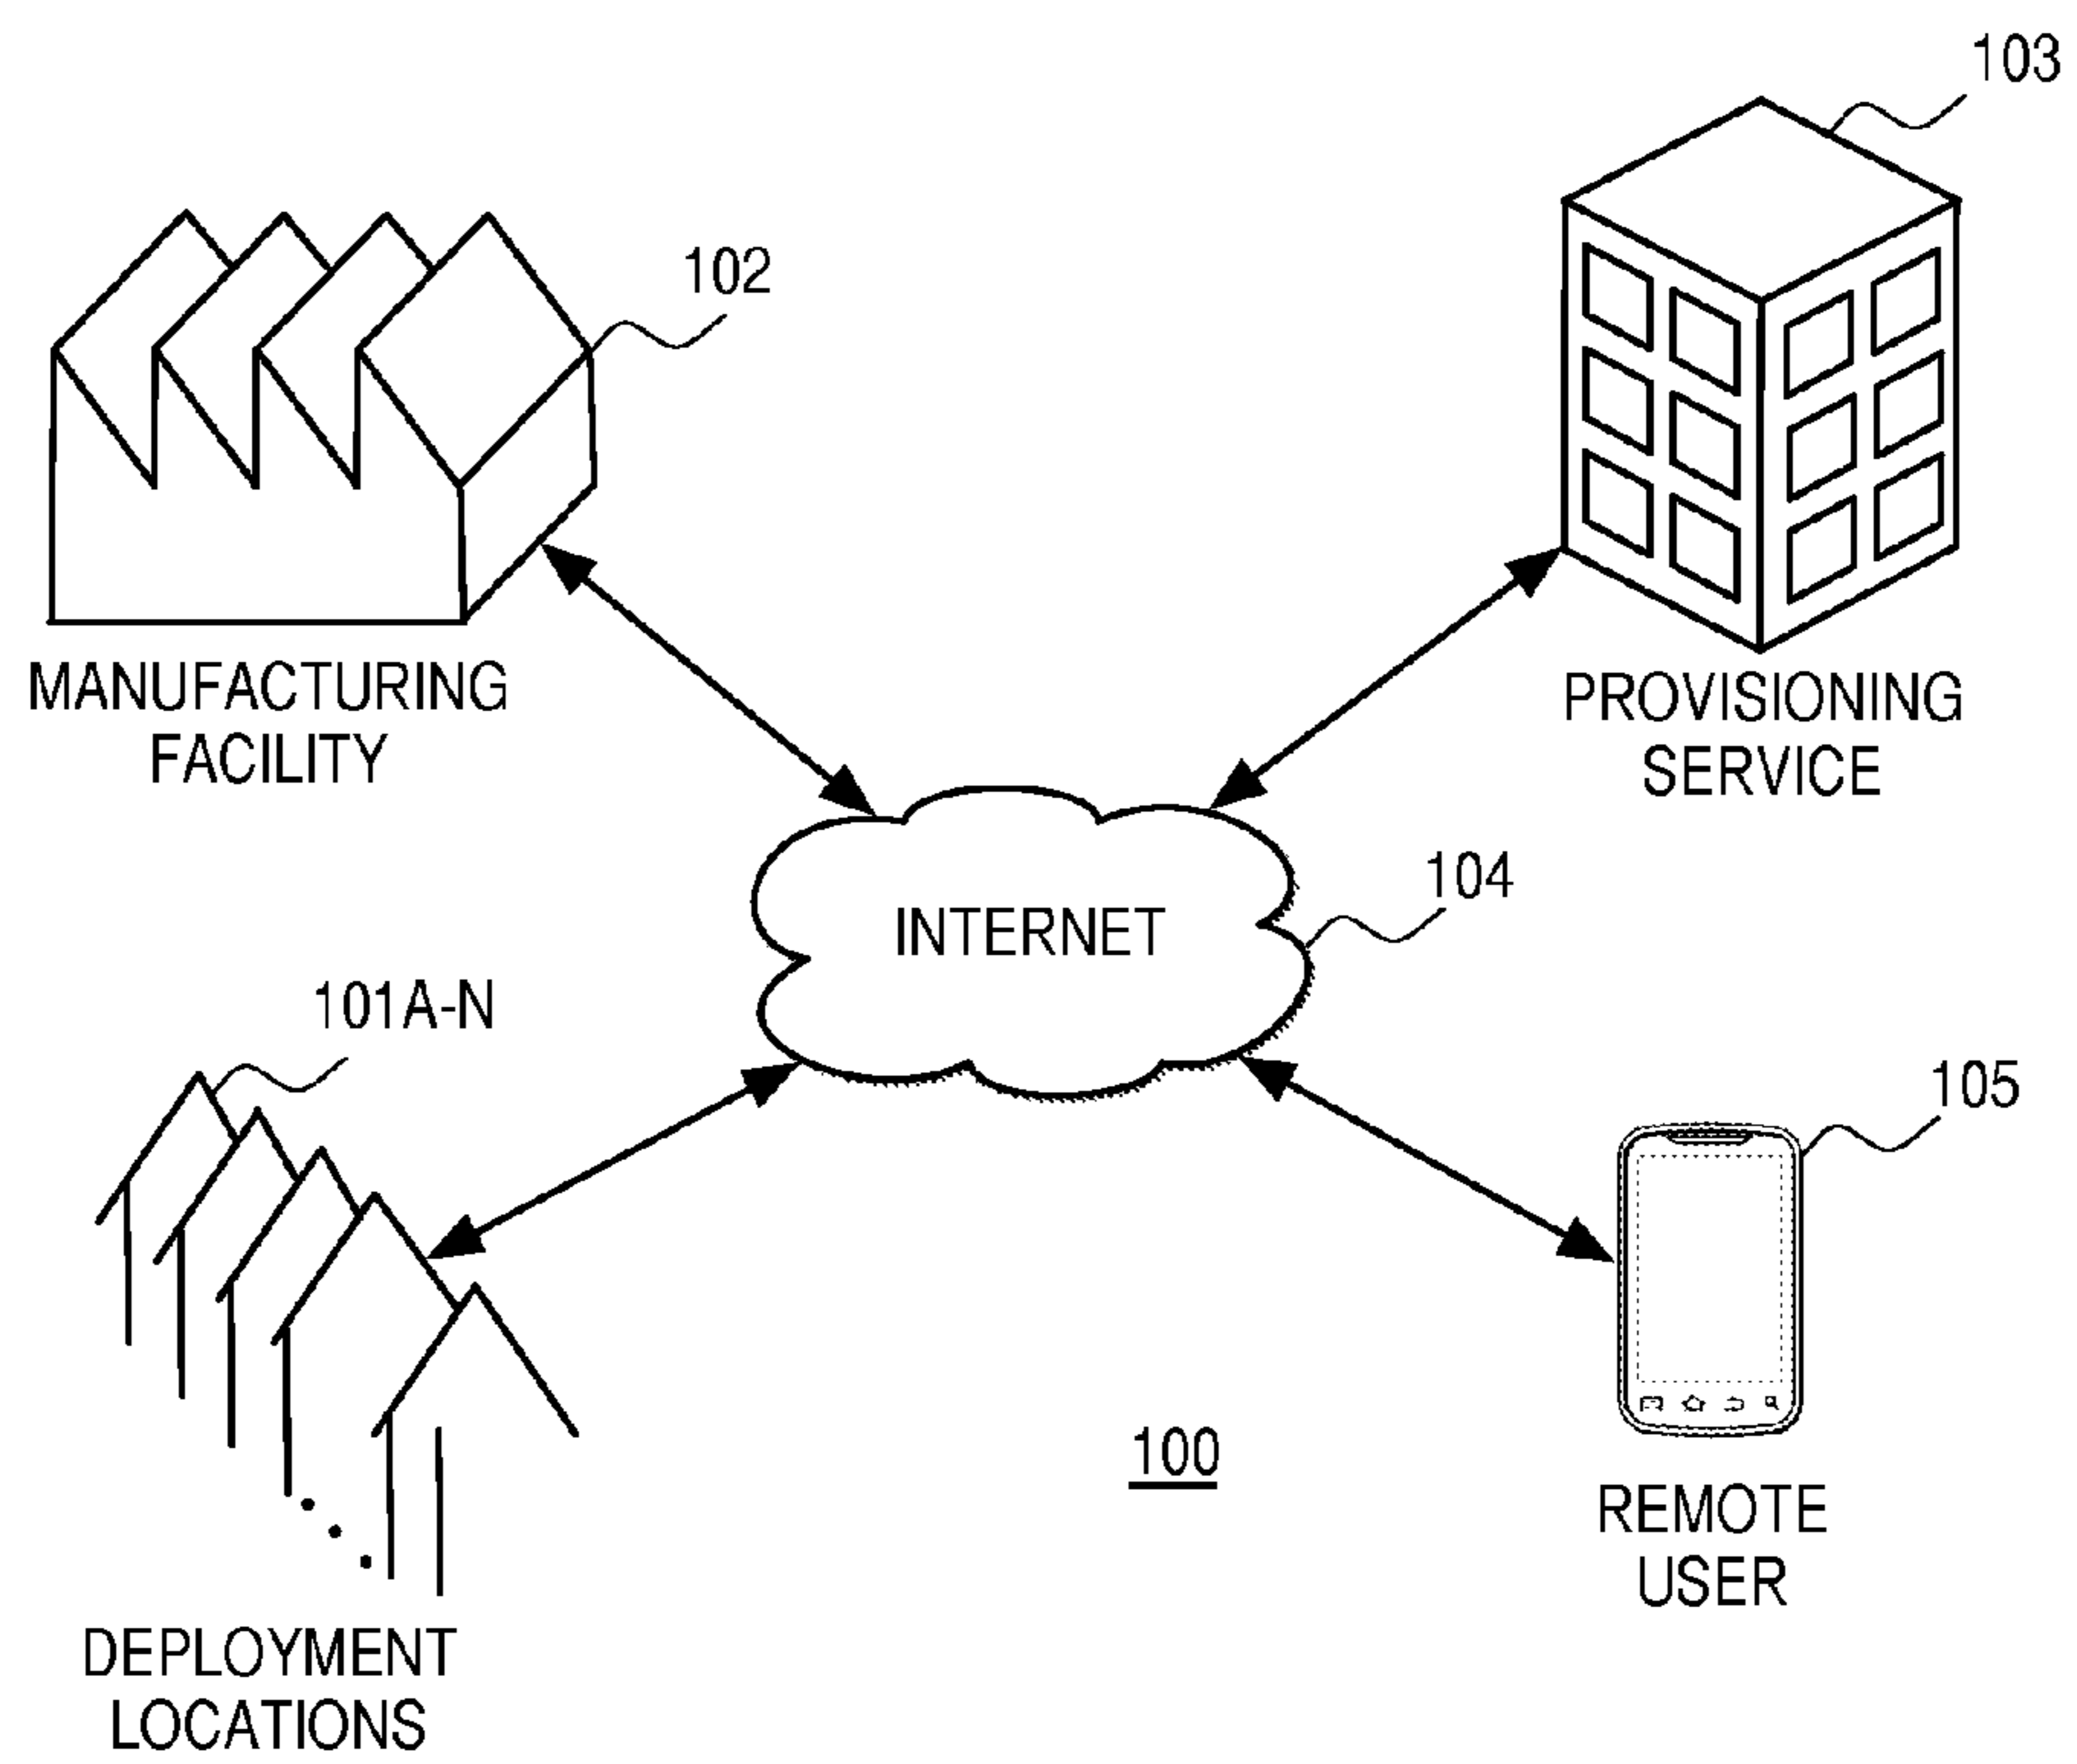 103
102
MANUFACTURING
FACILITY
PROVISIONING
SERVICE
104
INTERNET
101A-N
105
100
REMOTE
USER
DEPLOYMENT
LOCATIONS